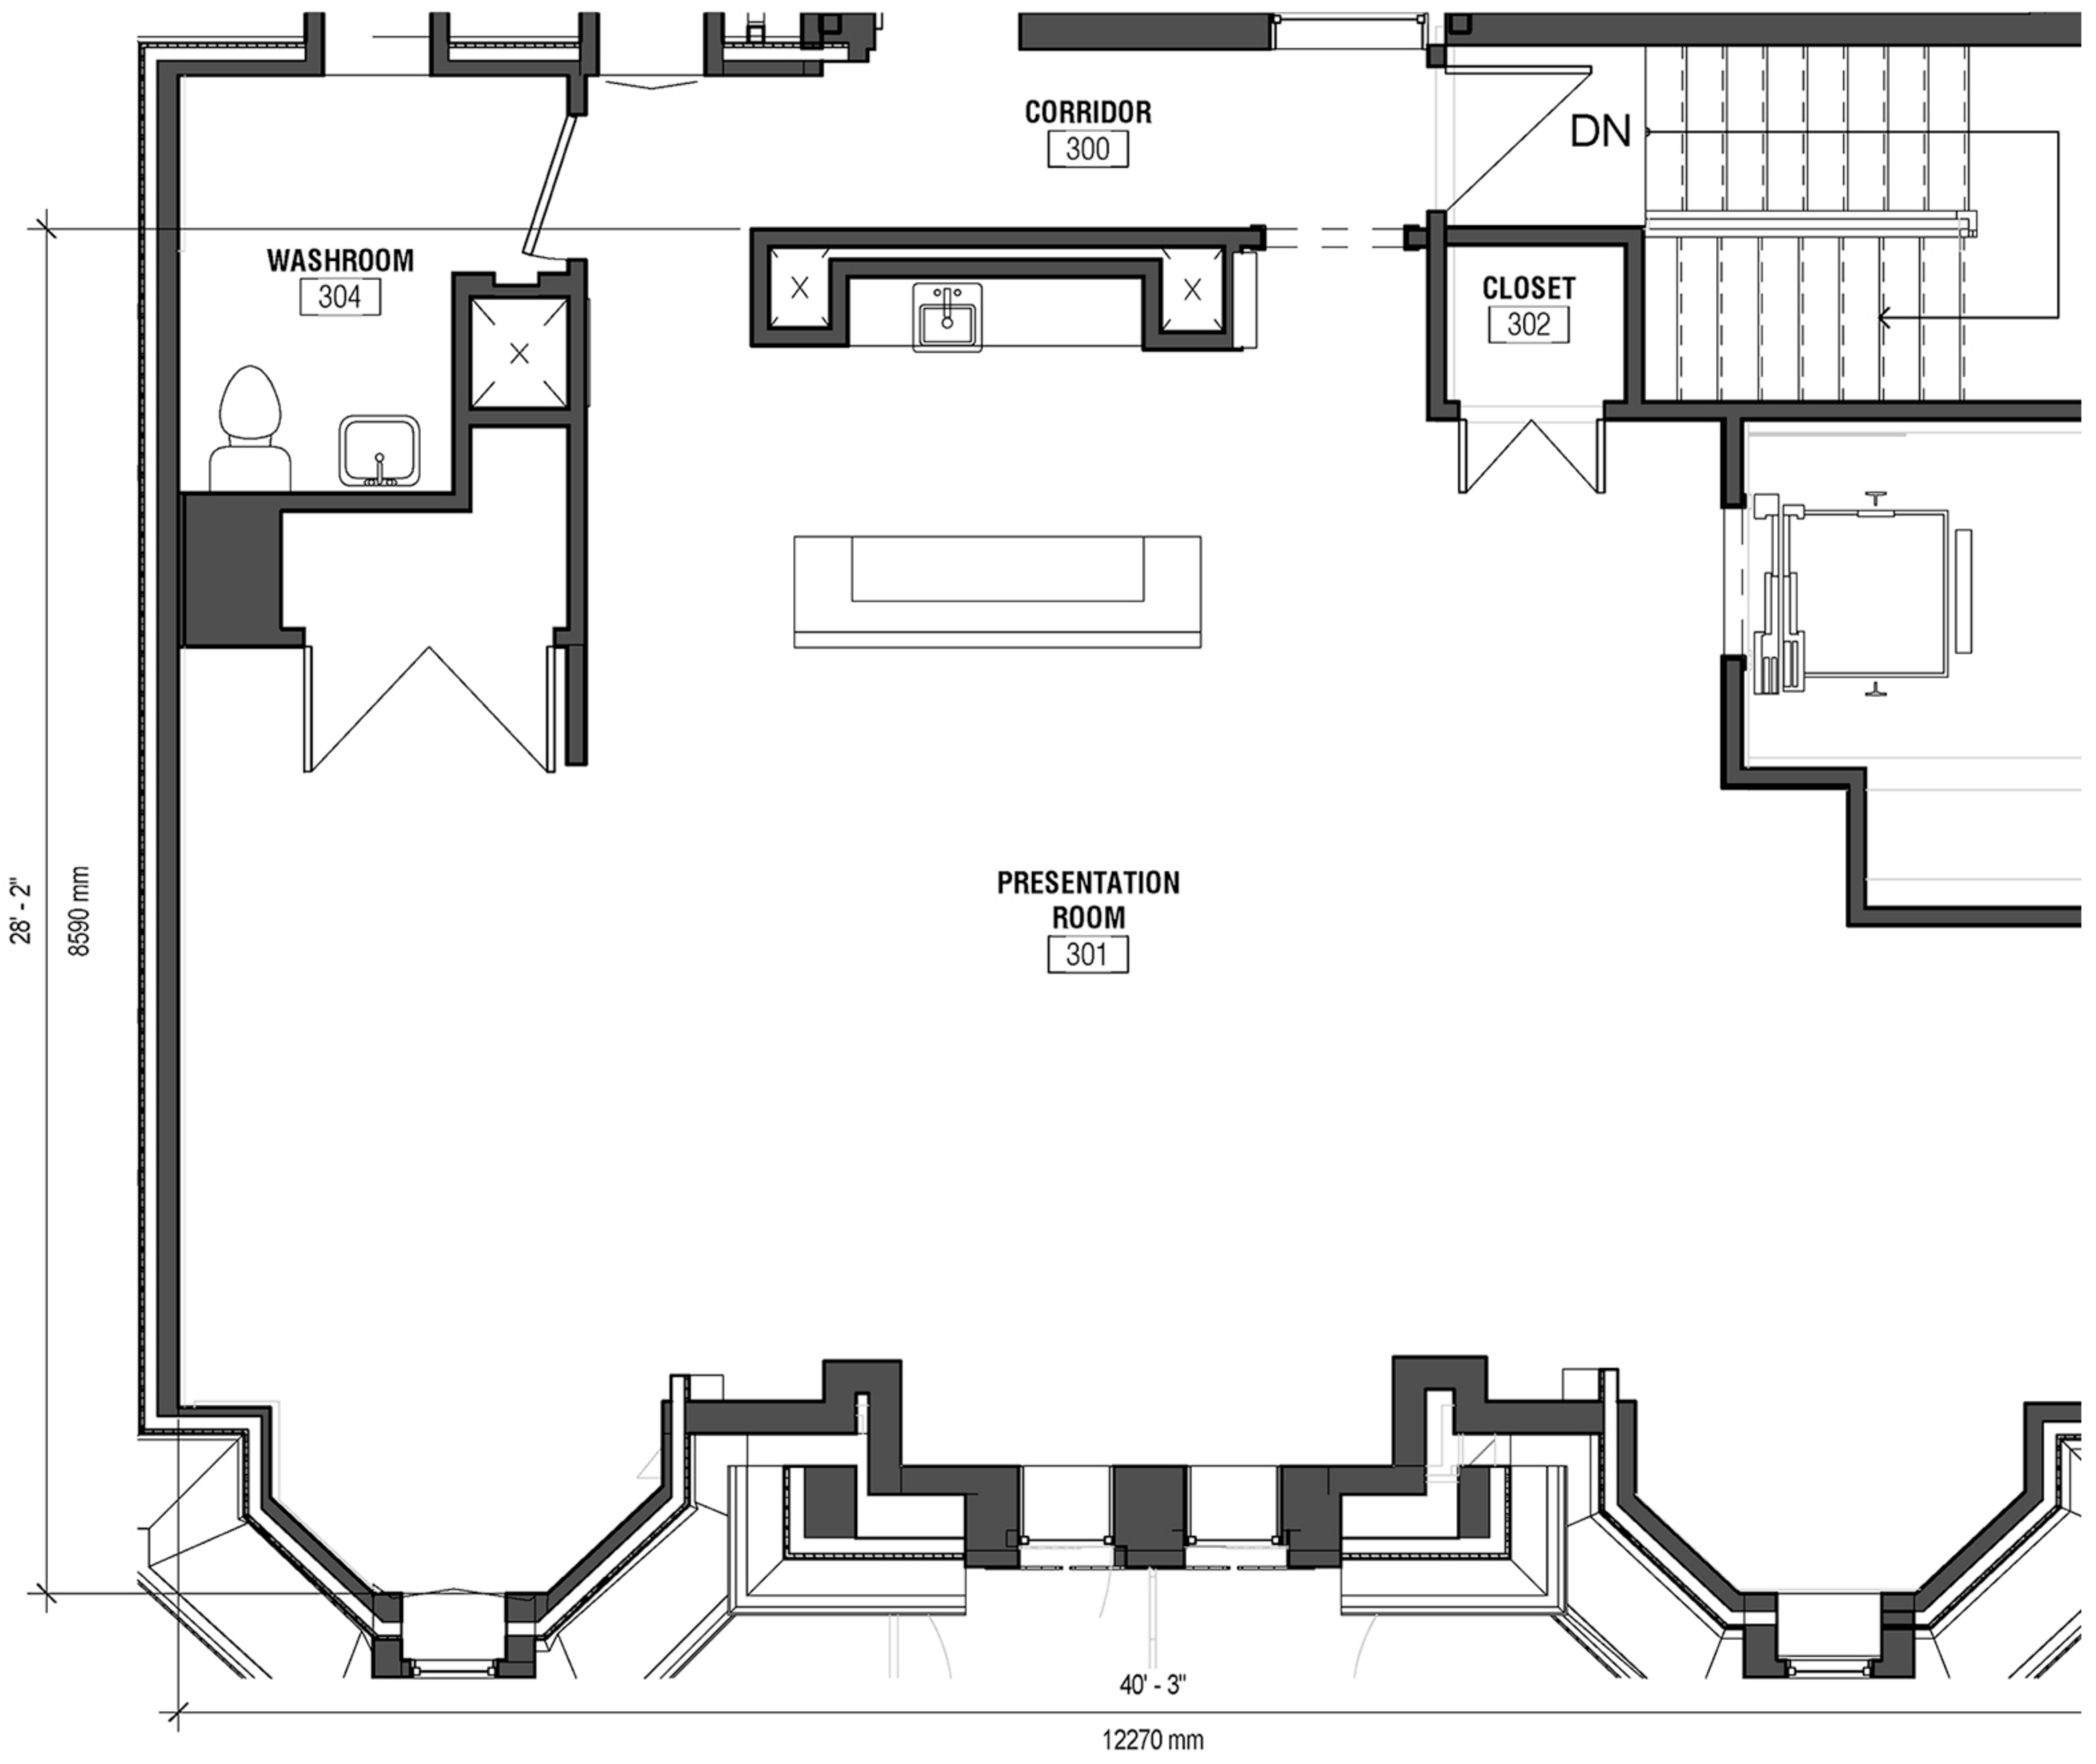 CORRIDOR
300
DN
WASHROOM
304
CLOSET
302
28' - 2"
8590 mm
PRESENTATION
ROOM
301
40' - 3"
12270 mm